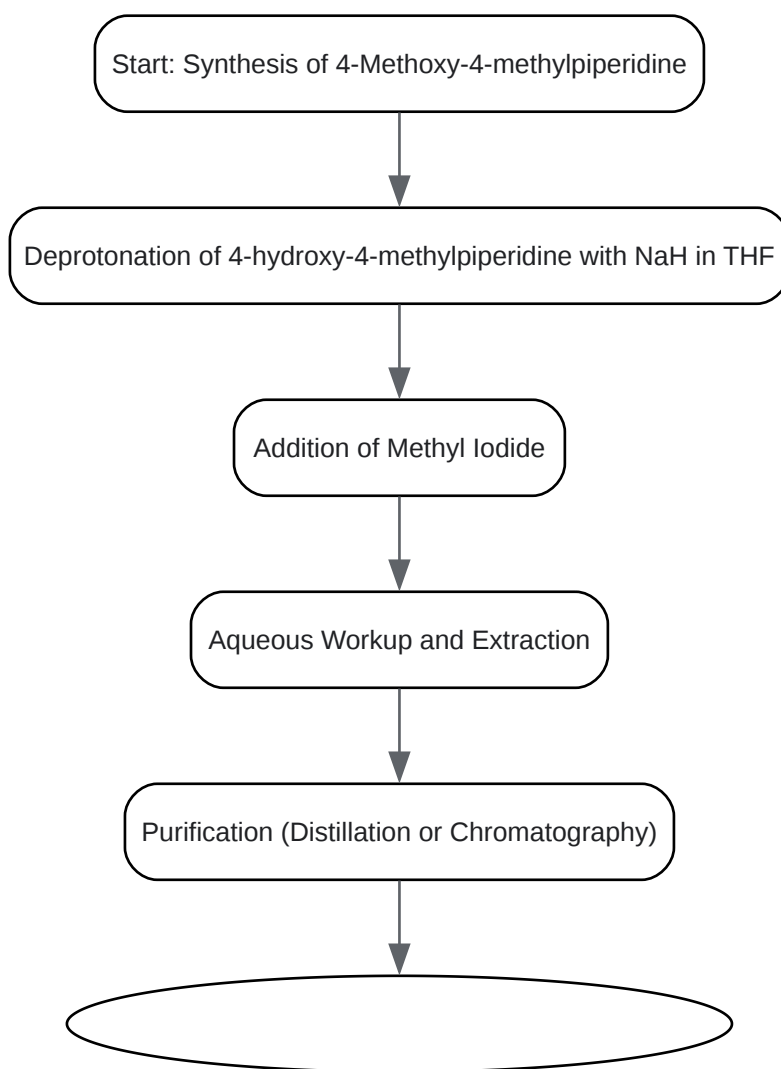 Start: Synthesis of 4-Methoxy-4-methylpiperidine
Deprotonation of 4-hydroxy-4-methylpiperidine with NaH in THF
Addition of Methyl Iodide
Aqueous Workup and Extraction
Purification (Distillation or Chromatography)